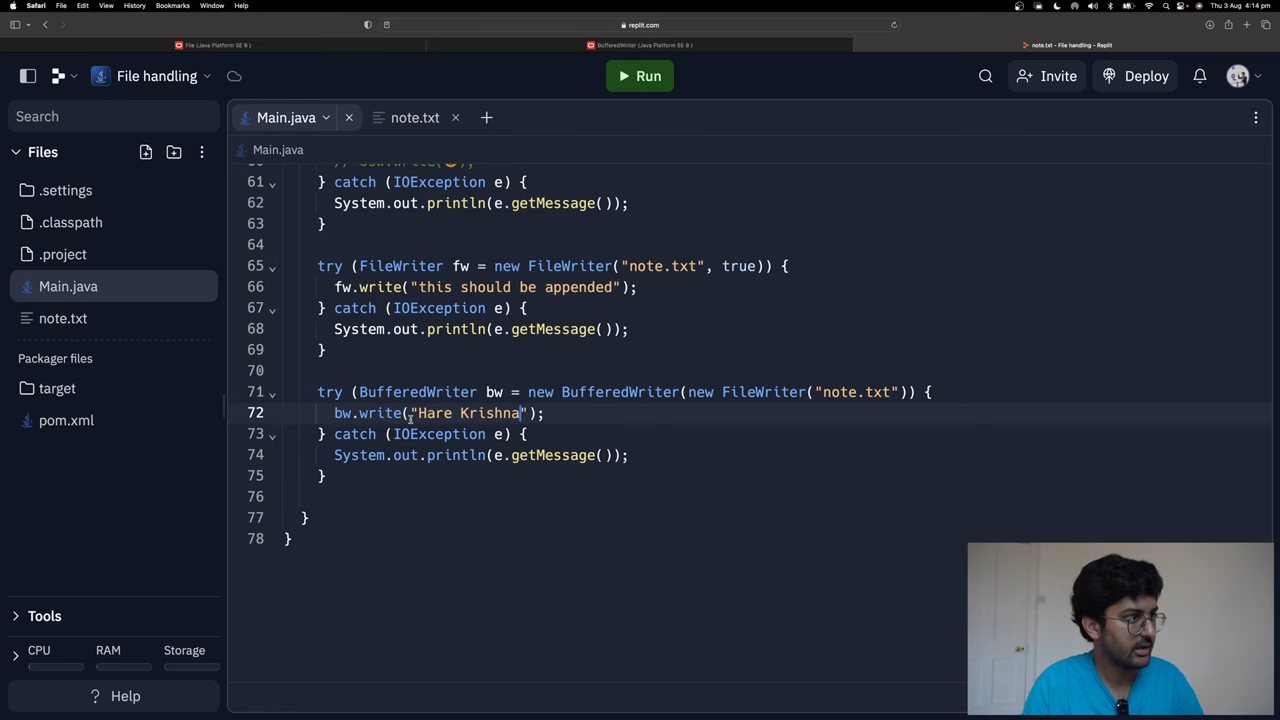 Safari File Edit View History Bookmarks Window Help Thu 3 Aug 4:14 pm
replit.com
File (Java Platform SE 8 ) BufferedWriter (Java Platform SE 8 ) note.txt - File handling - Replit
File handling Run Invite Deploy
Search
Main.java note.txt
Main.java
Files
.settings
.classpath
.project
Main.java
note.txt
Packager files
target
pom.xml
Tools
CPU RAM Storage
? Help
61 } catch (IOException e) {
62 System.out.println(e.getMessage());
63 }
64
65 try (FileWriter fw = new FileWriter("note.txt", true)) {
66 fw.write("this should be appended");
67 } catch (IOException e) {
68 System.out.println(e.getMessage());
69 }
70
71 try (BufferedWriter bw = new BufferedWriter(new FileWriter("note.txt")) {
72 bw.write("Hare Krishna");
73 } catch (IOException e) {
74 System.out.println(e.getMessage());
75 }
76
77 }
78 }